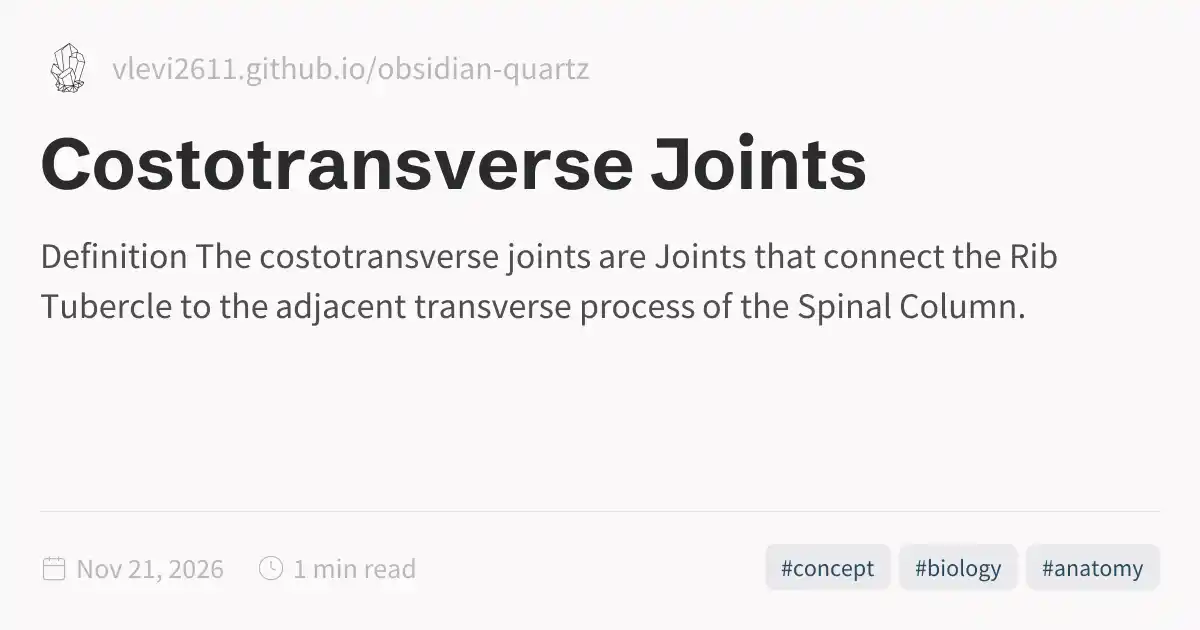 vlevi2611.github.io/obsidian-quartz
Costotransverse Joints
Definition The costotransverse joints are Joints that connect the Rib
Tubercle to the adjacent transverse process of the Spinal Column.
Nov 21, 2026 1 min read #concept #biology #anatomy